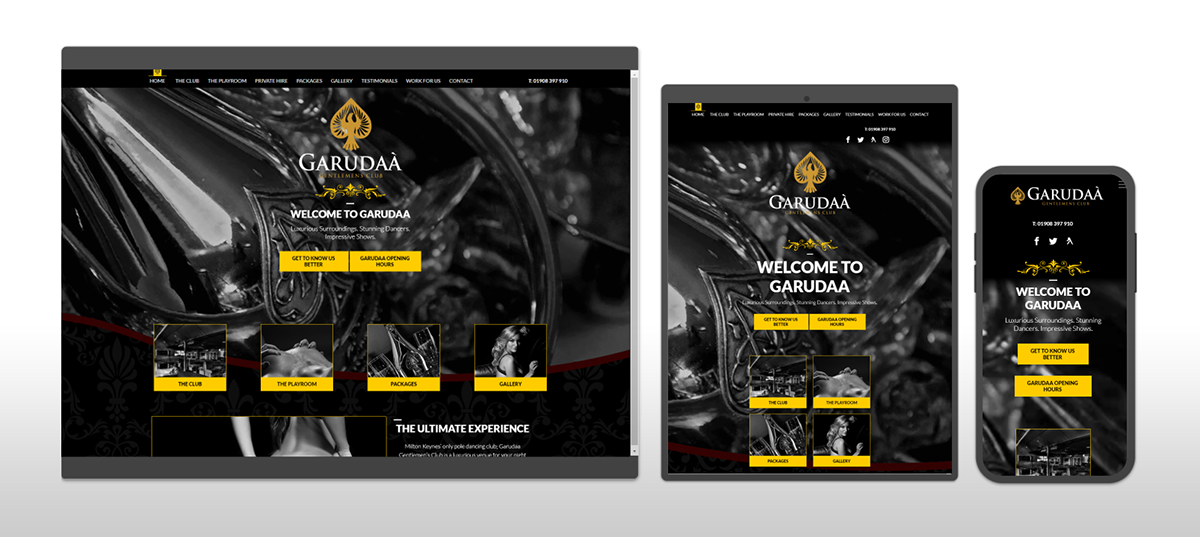 HOME THE CLUB THE PLAYROOM PRIVATE HIRE PACKAGES GALLERY TESTIMONIALS WORK FOR US CONTACT T: 01908 397 910
GARUDAÀ
GENTLEMENS CLUB
WELCOME TO GARUDAA
Luxurious Surroundings. Stunning Dancers.
Impressive Shows.
GET TO KNOW US
BETTER
GARUDAA OPENING
HOURS
THE CLUB
THE PLAYROOM
PACKAGES
GALLERY
THE ULTIMATE EXPERIENCE
Milton Keynes' only pole dancing club; Garudaa
Gentlemen's Club is a luxurious venue for your night
HOME THE CLUB THE PLAYROOM PRIVATE HIRE PACKAGES GALLERY TESTIMONIALS WORK FOR US CONTACT
T: 01908 397 910
GARUDAÀ
GENTLEMENS CLUB
WELCOME TO
GARUDAA
Luxurious Surroundings. Stunning Dancers. Impressive Shows.
GET TO KNOW US
BETTER
GARUDAA OPENING
HOURS
THE CLUB
THE PLAYROOM
PACKAGES
GALLERY
GARUDAÀ
GENTLEMENS CLUB
T: 01908 397 910
WELCOME TO
GARUDAA
Luxurious Surroundings. Stunning
Dancers. Impressive Shows.
GET TO KNOW US
BETTER
GARUDAA OPENING
HOURS